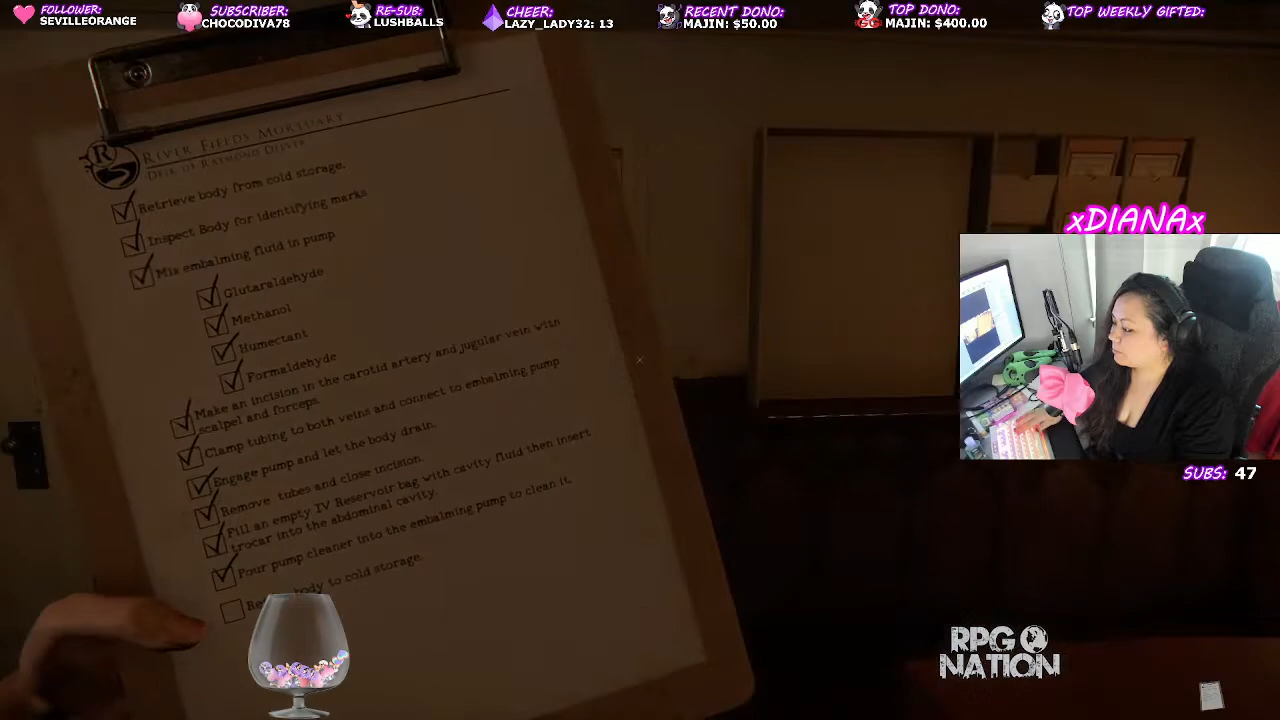 FOLLOWER:
SEVILLEORANGE
SUBSCRIBER:
CHOCODIVA78
RE-SUB:
LUSHBALLS
CHEER:
LAZY_LADY32: 13
RECENT DONO:
MAJIN: $50.00
TOP DONO:
MAJIN: $400.00
TOP WEEKLY GIFTED:
RIVER FIELDS MORTUARY
DEIR OF RAYMOND DELVER
Retrieve body from cold storage.
Inspect Body for identifying marks
Mix embalming fluid in pump
Glutaraldehyde
Methanol
Humectant
Formaldehyde
Make an incision in the carotid artery and jugular vein with
scalpel and forceps.
Clamp tubing to both veins and connect to embalming pump
Engage pump and let the body drain.
Remove tubes and close incision.
Fill an empty IV Reservoir bag with cavity fluid then insert
trocar into the abdominal cavity.
Pour pump cleaner into the embalming pump to clean it.
body to cold storage.
xDIANAx
SUBS: 47
RPG
NATION